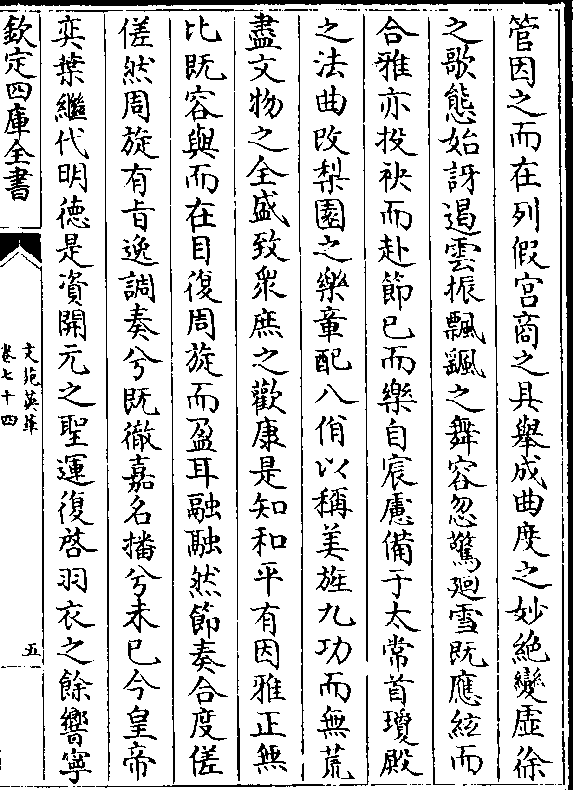 管因之而在列假宮商之具舉成曲度之妙絶變虛徐
之歌態始訝遏雲振飄颻之舞容忽驚廻雪既應絃而
合雅亦投袂而赴節已而樂自宸慮備于太常首瓊殿
之法曲改梨園之樂章配八佾以稱美旌九功而無荒
盡文物之全盛致衆庶之歡康是知和平有因雅正無
比既容與而在目復周旋而盈耳融融然節奏合度傞
傞然周旋有㫖逸調奏兮既徹嘉名播兮未已今皇帝
奕葉繼代明德是資開元之聖運復啓羽衣之餘響寧
欽定四庫全書
文苑英華
卷七十四
五